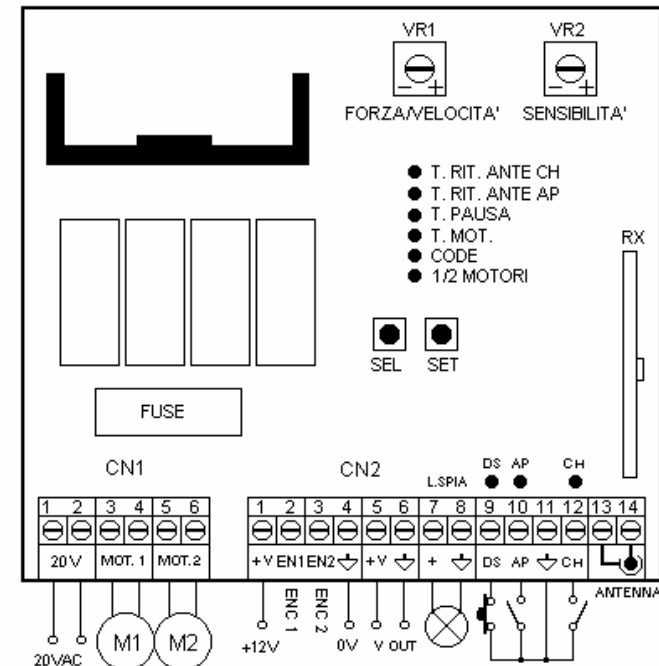 VR1 VR2
- + - +
FORZA/VELOCITA' SENSIBILITA'
T. RIT. ANTE CH
T. RIT. ANTE AP
T. PAUSA
T. MOT.
CODE
1/2 MOTORI
RX
SEL SET
FUSE
CN1 CN2
L.SPIA DS AP CH
1 2 3 4 5 6 1 2 3 4 5 6 7 8 9 10 11 12 13 14
20V MOT.1 MOT.2 +V EN1 EN2 +V + DS AP CH
ANTENNA
ENC 1 ENC 2
20VAC M1 M2 +12V 0V V OUT